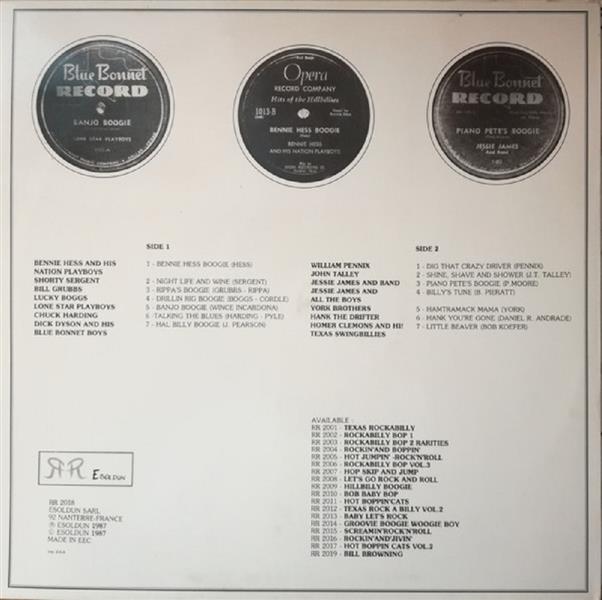 Blue Bonnet
RECORD
BANJO BOOGIE
LONE STAR PLAYBOYS
Opera
RECORD COMPANY
Hits of the Hillbillies
1013-B
BENNIE HESS BOOGIE
(Hess)
BENNIE HESS
AND HIS NATION PLAYBOYS
Blue Bonnet
RECORD
PIANO PETE'S BOOGIE
JESSIE JAMES
And Band
SIDE 1
BENNIE HESS AND HIS 1 - BENNIE HESS BOOGIE (HESS)
NATION PLAYBOYS
SHORTY SERGENT 2 - NIGHT LIFE AND WINE (SERGENT)
BILL GRUBBS 3 - RIPPA'S BOOGIE (GRUBBS - RIPPA)
LUCKY BOGGS 4 - DRILLIN RIG BOOGIE (BOGGS - CORDLE)
LONE STAR PLAYBOYS 5 - BANJO BOOGIE (WINCE INCARDONA)
CHUCK HARDING 6 -TALKING THE BLUES (HARDING - PYLE)
DICK DYSON AND HIS 7 - HAL BILLY BOOGIE (J. PEARSON)
BLUE BONNET BOYS
SIDE 2
WILLIAM PENNIX 1 - DIG THAT CRAZY DRIVER (PENNIX)
JOHN TALLEY 2 - SHINE, SHAVE AND SHOWER (J.T. TALLEY)
JESSIE JAMES AND BAND 3 - PIANO PETE'S BOOGIE (P.MOORE)
JESSIE JAMES AND 4 - BILLY'S TUNE (B. PIERATT)
ALL THE BOYS
YORK BROTHERS 5 - HAMTRAMACK MAMA (YORK)
HANK THE DRIFTER 6 - HANK YOU'RE GONE (DANIEL R. ANDRADE)
HOMER CLEMONS AND HIS 7 - LITTLE BEAVER (BOB KOEFER)
TEXAS SWINGBILLIES
AVAILABLE -
RR 2001 - TEXAS ROCKABILLY
RR 2002 - ROCKABILLY BOP 1
RR 2003 - ROCKABILLY BOP 2 RARITIES
RR 2004 - ROCKIN'AND BOPPIN'
RR 2005 - HOT JUMPIN' -ROCK'N'ROLL
RR 2006 - ROCKABILLY BOP VOL.3
RR 2007 - HOP SKIP AND JUMP
RR 2008 - LET'S GO ROCK AND ROLL
RR 2009 - HILLBILLY BOOGIE
RR 2010 - BOB BABY BOP
RR 2011 - HOT BOPPIN'CATS
RR 2012 - TEXAS ROCK A BILLY VOL.2
RR 2013 - BABY LET'S ROCK
RR 2014 - GROOVIE BOOGIE WOOGIE BOY
RR 2015 - SCREAMIN'ROCK'N'ROLL
RR 2016 - ROCKIN'AND'JIVIN'
RR 2017 - HOT BOPPIN CATS VOL.2
RR 2019 - BILL BROWNING
RR ESOLDUN
RR 2018
ESOLDUN SARL
92 NANTERRE-FRANCE
℗ ESOLDUN 1987
© ESOLDUN 1987
MADE IN EEC